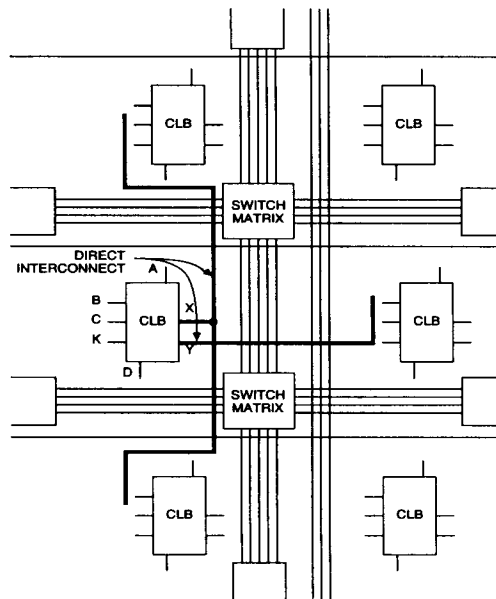 CLB
CLB
SWITCH
MATRIX
DIRECT
INTERCONNECT
A
B
X
C
CLB
CLB
K
Y
D
SWITCH
MATRIX
CLB
CLB